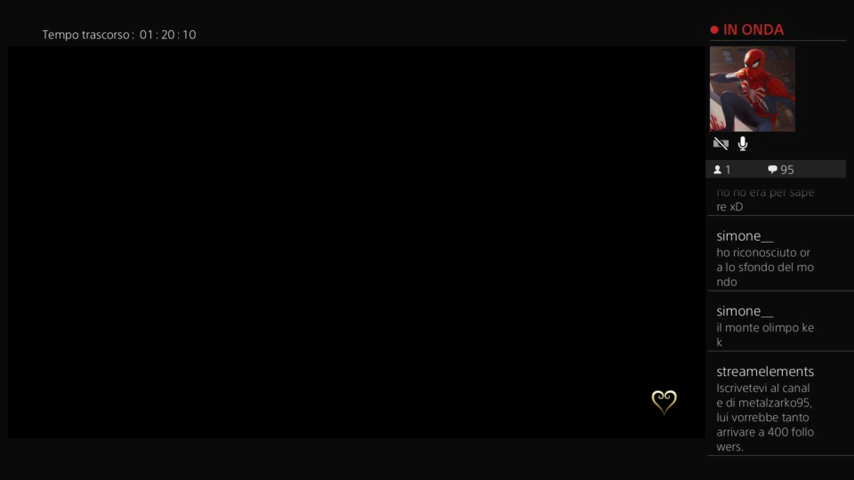 Tempo trascorso: 01:20:10
IN ONDA
1
95
no no era per sape
re xD
simone__
ho riconosciuto or
a lo sfondo del mo
ndo
simone__
il monte olimpo ke
k
streamelements
Iscrivetevi al canal
e di metalzarko95,
lui vorrebbe tanto
arrivare a 400 follo
wers.